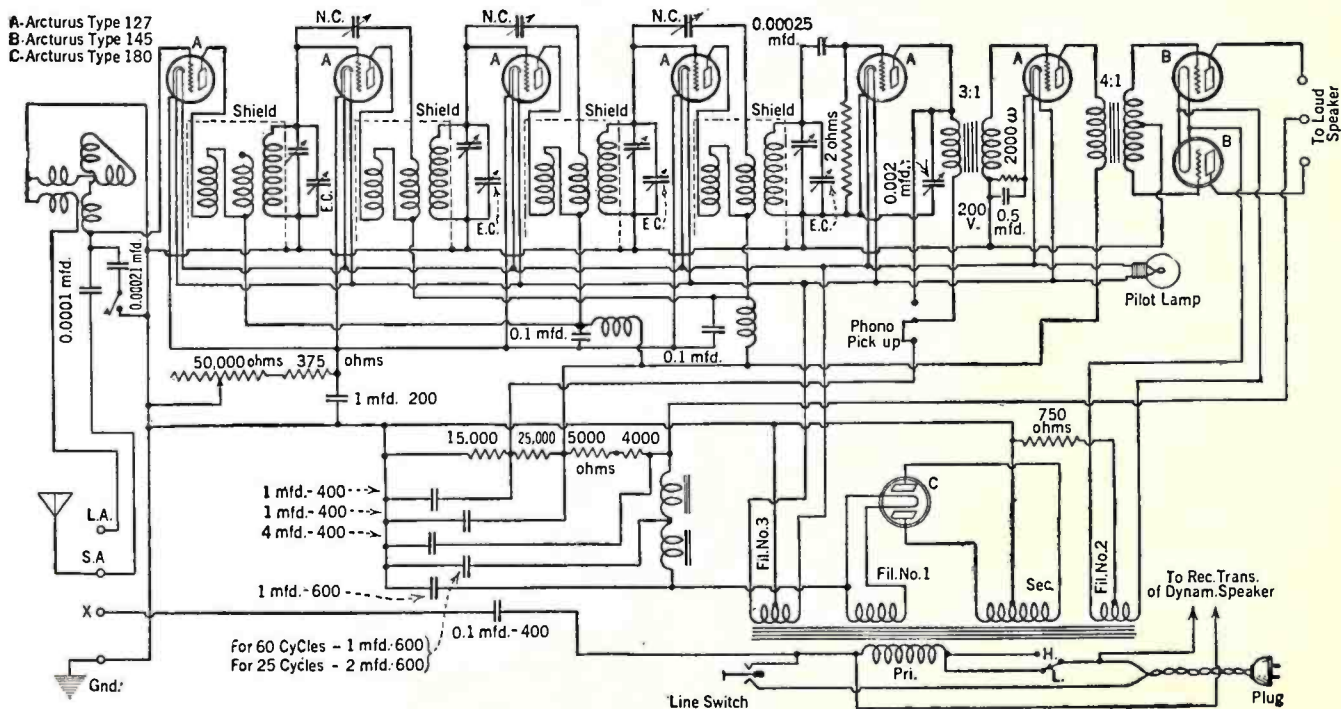 A-Arcturus Type 127
B-Arcturus Type 145
C-Arcturus Type 180
N.C.
N.C.
N.C.
0.00025
mfd.
A
A
A
A
A
A
B
B
3:1
4:1
Shield
Shield
Shield
Shield
E.C.
E.C.
E.C.
E.C.
2 ohms
0.002
mfd.
2000 ω
200
V.
0.5
mfd.
To Loud
Speaker
0.0001 mfd.
0.00021 mfd.
Pilot Lamp
0.1 mfd.
0.1 mfd.
Phono
Pick up
50,000 ohms
375
ohms
1 mfd. 200
15.000
25,000
5000
4000
ohms
750
ohms
1 mfd.-400
1 mfd.-400
4 mfd.-400
1 mfd.-600
C
Fil.No.3
Fil.No.1
Sec.
Fil.No.2
To Rec.Trans.
of Dynam.Speaker
L.A.
S.A
X
0.1 mfd.-400
For 60 CyCles - 1 mfd.-600
For 25 Cycles - 2 mfd.-600
Gnd.
Pri.
H.
L.
Line Switch
Plug